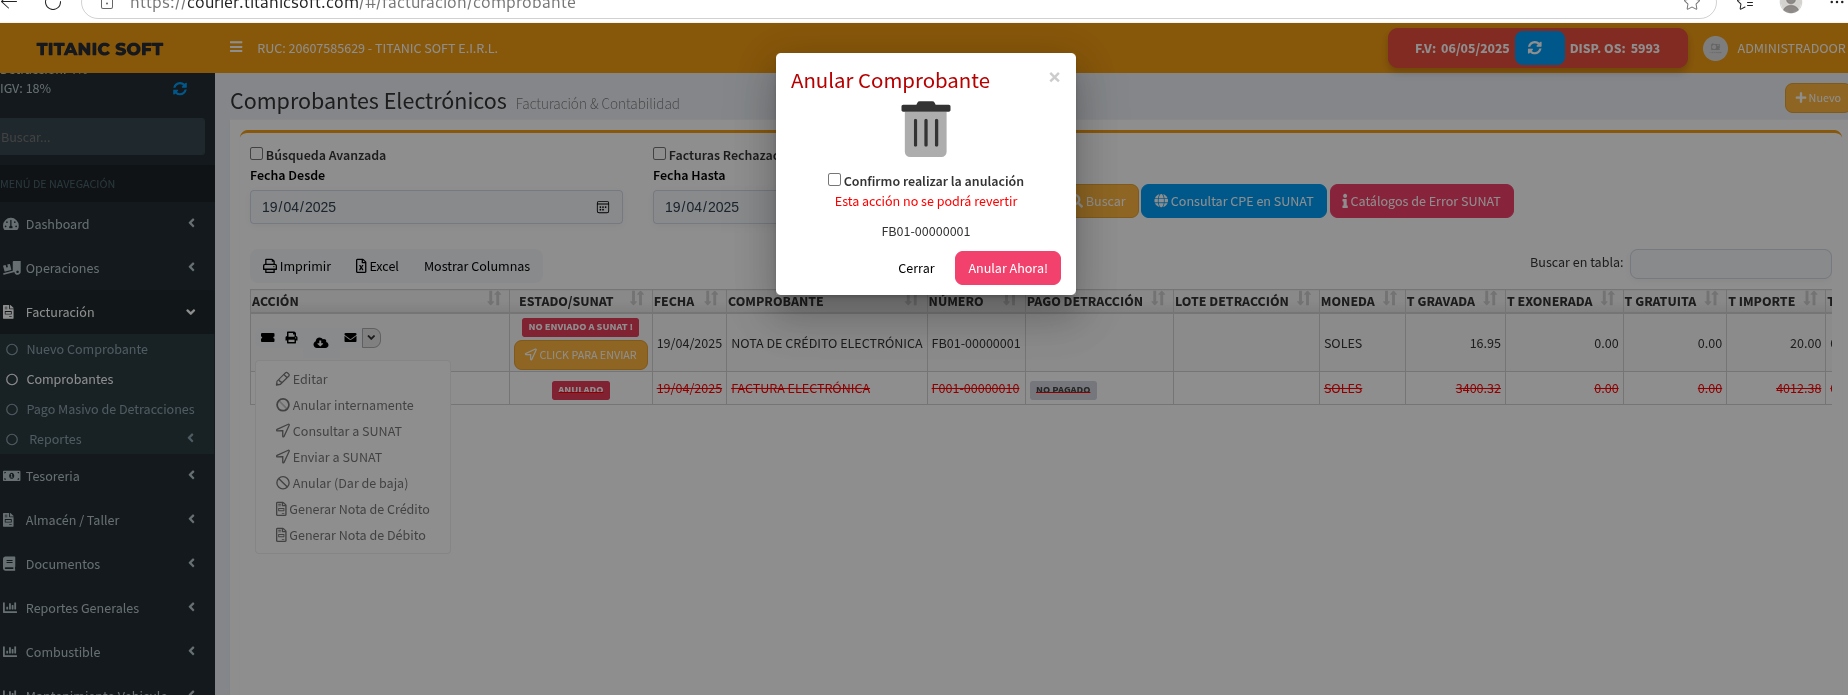 https://courier.titanicsoft.com/#/facturacion/comprobante
TITANIC SOFT
RUC: 20607585629 - TITANIC SOFT E.I.R.L.
F.V: 06/05/2025
DISP. OS: 5993
ADMINISTRADOOR
IGV: 18%
Buscar...
MENÚ DE NAVEGACIÓN
Dashboard
Operaciones
Facturación
Nuevo Comprobante
Comprobantes
Pago Masivo de Detracciones
Reportes
Tesoreria
Almacén / Taller
Documentos
Reportes Generales
Combustible
Comprobantes Electrónicos Facturación & Contabilidad
+ Nuevo
Búsqueda Avanzada
Facturas Rechazad
Fecha Desde
Fecha Hasta
19/04/2025
19/04/2025
Buscar
Consultar CPE en SUNAT
Catálogos de Error SUNAT
Imprimir
Excel
Mostrar Columnas
Buscar en tabla:
ACCIÓN ESTADO/SUNAT FECHA COMPROBANTE NÚMERO PAGO DETRACCIÓN LOTE DETRACCIÓN MONEDA T GRAVADA T EXONERADA T GRATUITA T IMPORTE T
NO ENVIADO A SUNAT !
CLICK PARA ENVIAR
19/04/2025 NOTA DE CRÉDITO ELECTRÓNICA FB01-00000001 SOLES 16.95 0.00 0.00 20.00
ANULADO 19/04/2025 FACTURA ELECTRÓNICA F001-00000010 NO PAGADO SOLES 3400.32 0.00 0.00 4012.38
Editar
Anular internamente
Consultar a SUNAT
Enviar a SUNAT
Anular (Dar de baja)
Generar Nota de Crédito
Generar Nota de Débito
Anular Comprobante
×
Confirmo realizar la anulación
Esta acción no se podrá revertir
FB01-00000001
Cerrar
Anular Ahora!